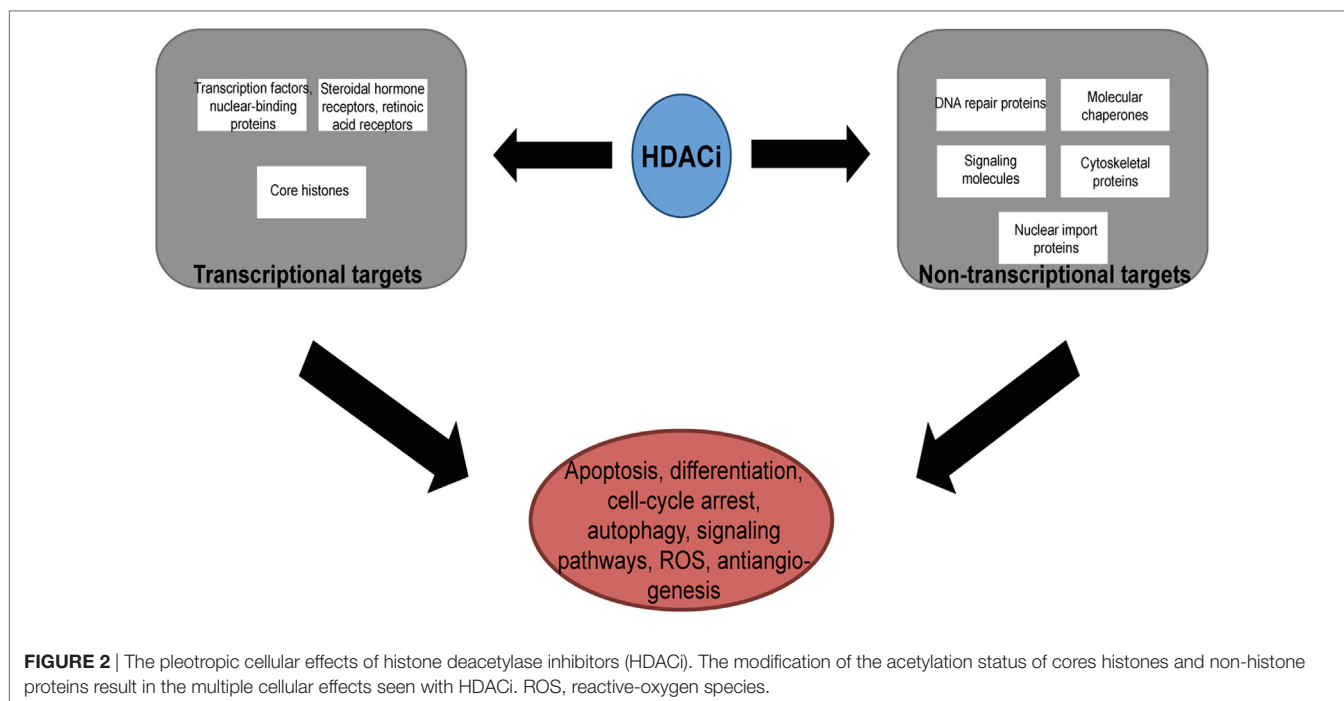 Transcription factors,
nuclear-binding
proteins
Steroidal hormone
receptors, retinoic
acid receptors
Core histones
Transcriptional targets
HDACi
DNA repair proteins
Molecular
chaperones
Signaling
molecules
Cytoskeletal
proteins
Nuclear import
proteins
Non-transcriptional targets
Apoptosis, differentiation,
cell-cycle arrest,
autophagy, signaling
pathways, ROS, antiangio-
genesis
FIGURE 2 | The pleotropic cellular effects of histone deacetylase inhibitors (HDACi). The modification of the acetylation status of cores histones and non-histone
proteins result in the multiple cellular effects seen with HDACi. ROS, reactive-oxygen species.